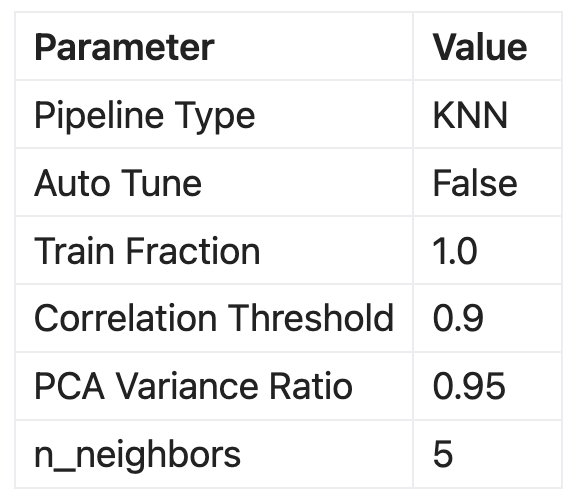 Parameter Value
Pipeline Type KNN
Auto Tune False
Train Fraction 1.0
Correlation Threshold 0.9
PCA Variance Ratio 0.95
n_neighbors 5